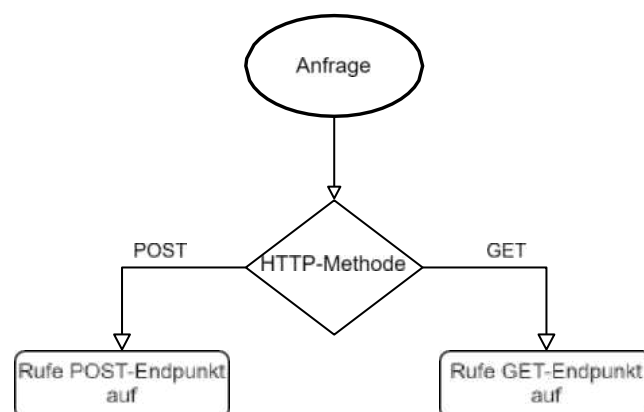 Anfrage
POST
HTTP-Methode
GET
Rufe POST-Endpunkt
auf
Rufe GET-Endpunkt
auf